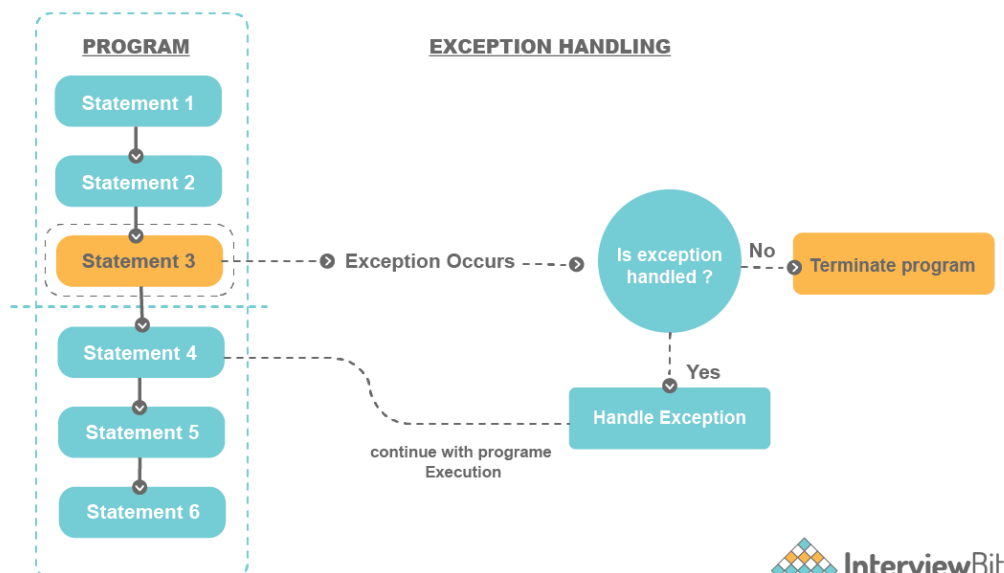 PROGRAM
EXCEPTION HANDLING
Statement 1
Statement 2
Statement 3
Exception Occurs
Is exception
handled ?
No
Terminate program
Yes
Handle Exception
continue with programe
Execution
Statement 4
Statement 5
Statement 6
InterviewBit